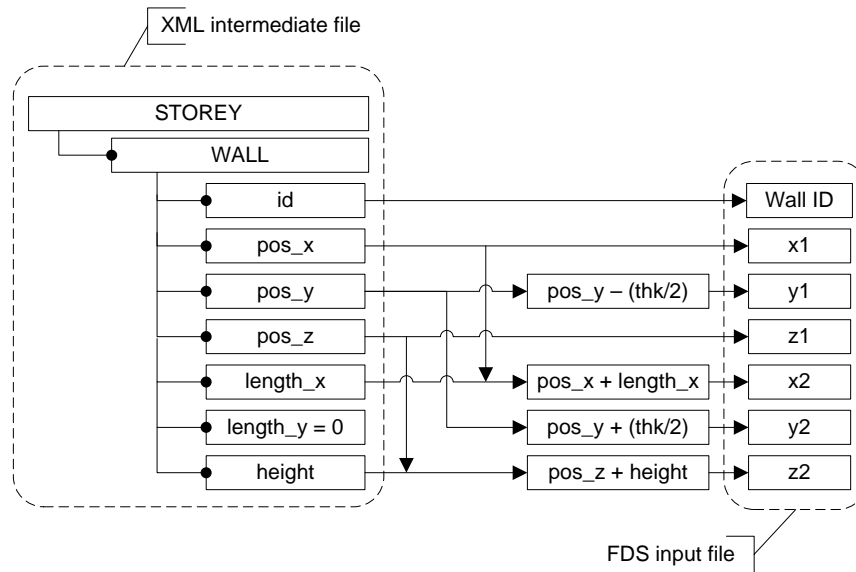 XML intermediate file
STOREY
WALL
id
Wall ID
pos_x
x1
pos_y
pos_y – (thk/2)
y1
pos_z
z1
length_x
pos_x + length_x
x2
length_y = 0
pos_y + (thk/2)
y2
height
pos_z + height
z2
FDS input file